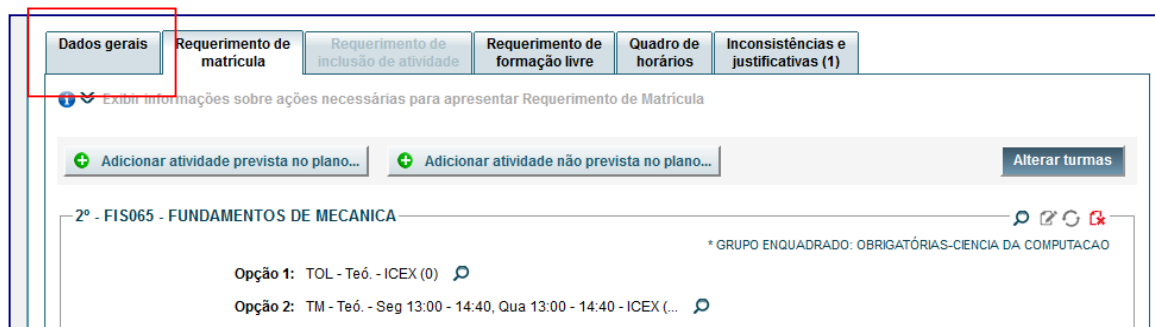 Dados gerais
Requerimento de
matrícula
Requerimento de
inclusão de atividade
Requerimento de
formação livre
Quadro de
horários
Inconsistências e
justificativas (1)
Exibir informações sobre ações necessárias para apresentar Requerimento de Matrícula
Adicionar atividade prevista no plano...
Adicionar atividade não prevista no plano...
Alterar turmas
2º - FIS065 - FUNDAMENTOS DE MECANICA
* GRUPO ENQUADRADO: OBRIGATÓRIAS-CIENCIA DA COMPUTACAO
Opção 1: TOL - Teó. - ICEX (0)
Opção 2: TM - Teó. - Seg 13:00 - 14:40, Qua 13:00 - 14:40 - ICEX (...